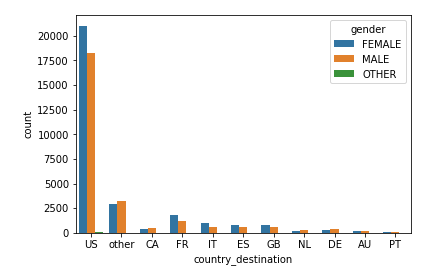 gender
FEMALE
MALE
OTHER
count
20000
17500
15000
12500
10000
7500
5000
2500
0
US other CA FR IT ES GB NL DE AU PT
country_destination